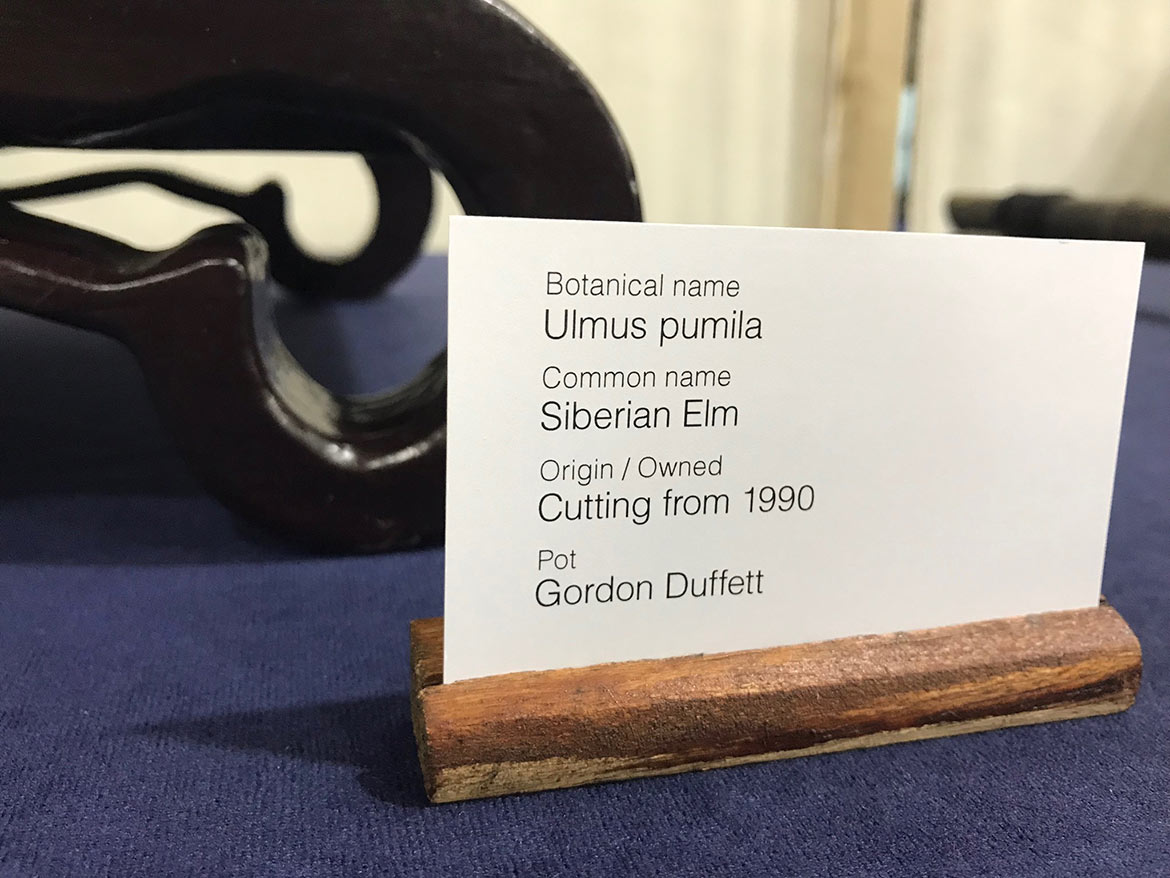 Botanical name
Ulmus pumila
Common name
Siberian Elm
Origin / Owned
Cutting from 1990
Pot
Gordon Duffett